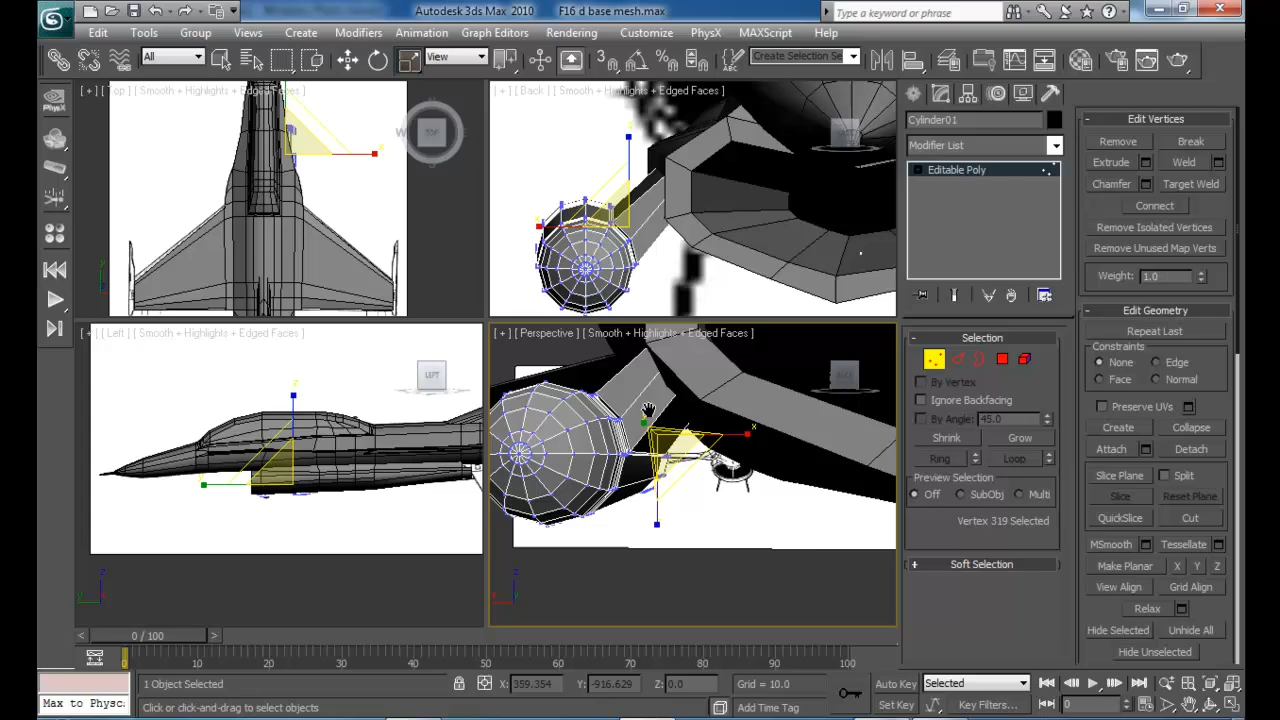 Autodesk 3ds Max 2010 F16 d base mesh.max
Type a keyword or phrase
Edit Tools Group Views Create Modifiers Animation Graph Editors Rendering Customize PhysX MAXScript Help
All View 3 Create Selection Se
[ + ] [ Top ] [ Smooth + Highlights + Edged Faces ]
[ + ] [ Back ] [ Smooth + Highlights + Edged Faces ]
W TOP
[ + ] [ Left ] [ Smooth + Highlights + Edged Faces ]
[ + ] [ Perspective ] [ Smooth + Highlights + Edged Faces ]
LEFT
PhysX
Cylinder01
Modifier List
Editable Poly
Selection
By Vertex
Ignore Backfacing
By Angle: 45.0
Shrink Grow
Ring Loop
Preview Selection
Off SubObj Multi
Vertex 319 Selected
Soft Selection
Edit Vertices
Remove Break
Extrude Weld
Chamfer Target Weld
Connect
Remove Isolated Vertices
Remove Unused Map Verts
Weight: 1.0
Edit Geometry
Repeat Last
Constraints
None Edge
Face Normal
Preserve UVs
Create Collapse
Attach Detach
Slice Plane Split
Slice Reset Plane
QuickSlice Cut
MSmooth Tessellate
Make Planar X Y Z
View Align Grid Align
Relax
Hide Selected Unhide All
Hide Unselected
< 0 / 100 >
0 10 20 30 40 50 60 70 80 90 100
1 Object Selected X: 359.354 Y: -916.629 Z: 0.0 Grid = 10.0 Auto Key Selected
Max to Physc: Click or click-and-drag to select objects Add Time Tag Set Key Key Filters... 0